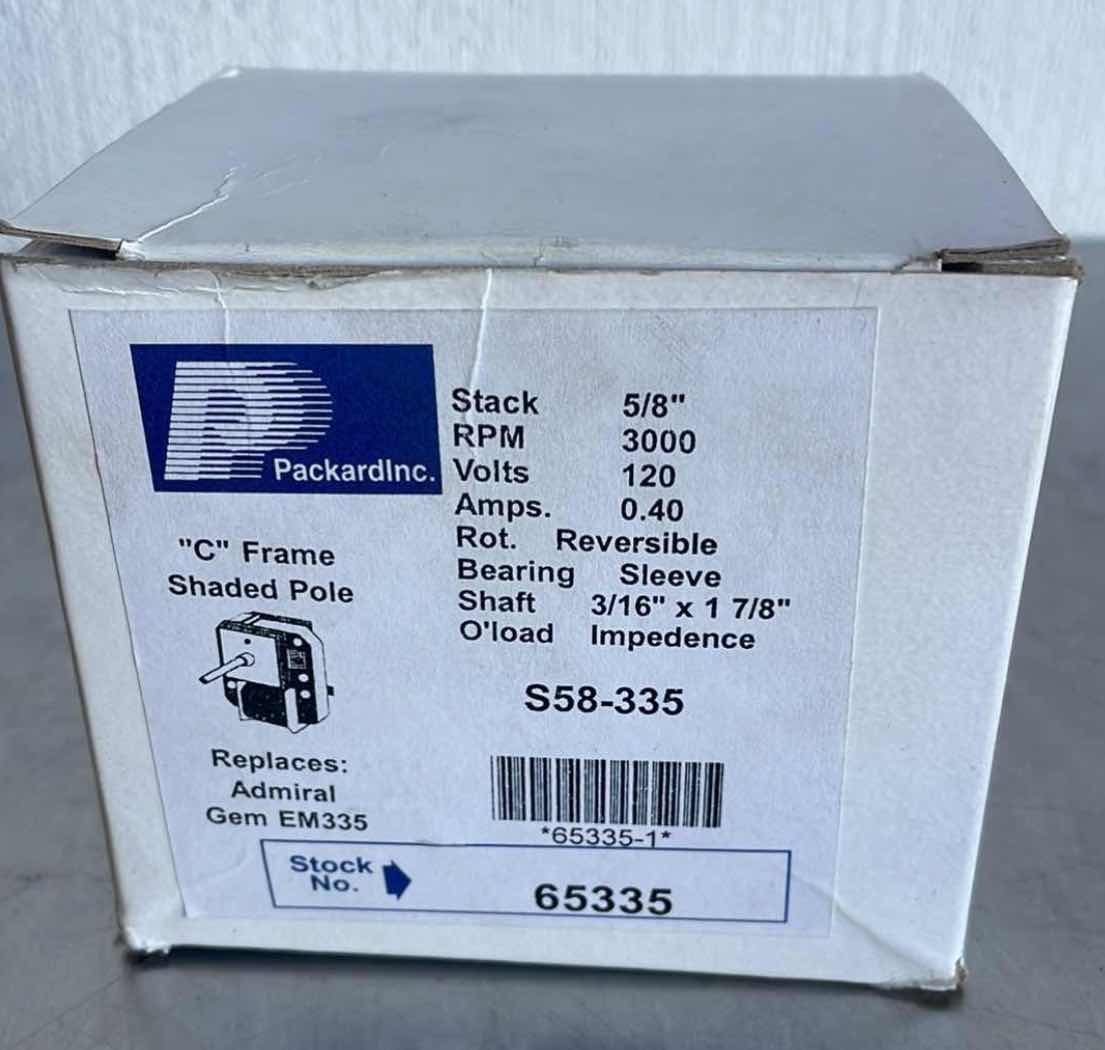 PackardInc.
"C" Frame
Shaded Pole
Replaces:
Admiral
Gem EM335
Stack 5/8"
RPM 3000
Volts 120
Amps. 0.40
Rot. Reversible
Bearing Sleeve
Shaft 3/16" x 1 7/8"
O'load Impedence
S58-335
*65335-1*
Stock
No.
65335